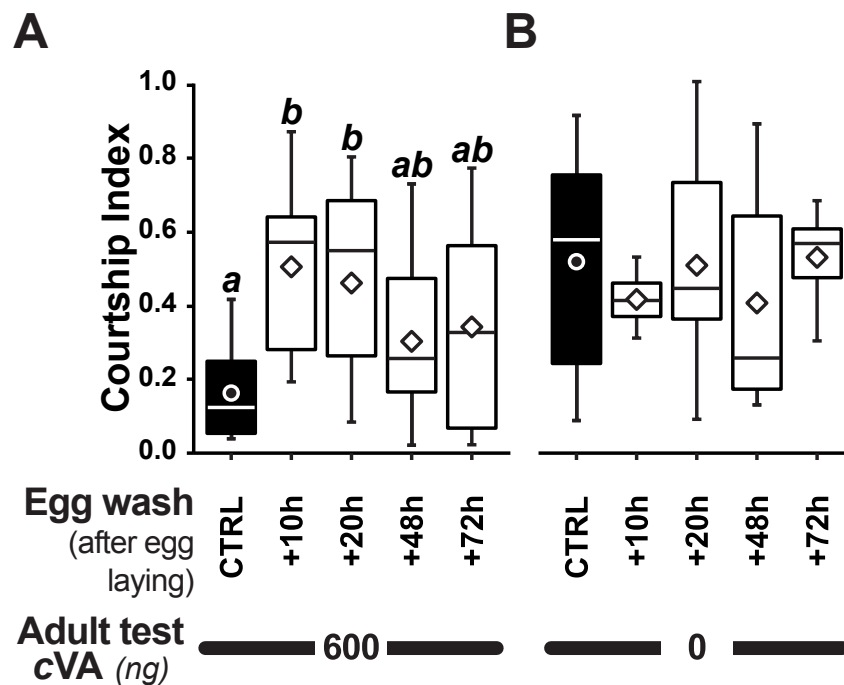 A B
Courtship Index
1.0
0.8
0.6
0.4
0.2
0.0
a b b ab ab
Egg wash
(after egg
laying)
CTRL +10h +20h +48h +72h
CTRL +10h +20h +48h +72h
Adult test
cVA (ng)
600 0